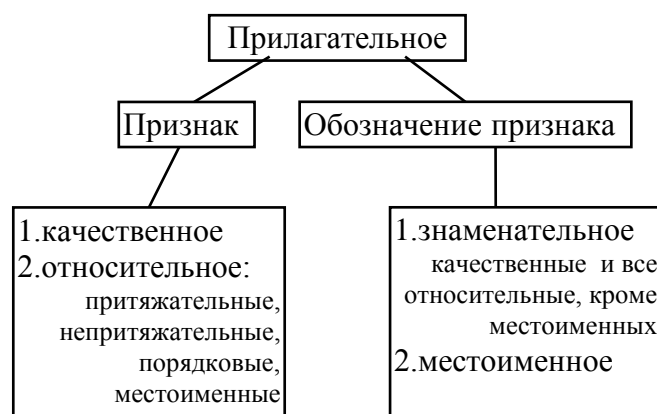 Прилагательное
Признак
Обозначение признака
1.качественное
2.относительное:
притяжательные,
непритяжательные,
порядковые,
местоименные
1.знаменательное
качественные и все
относительные, кроме
местоименных
2.местоименное